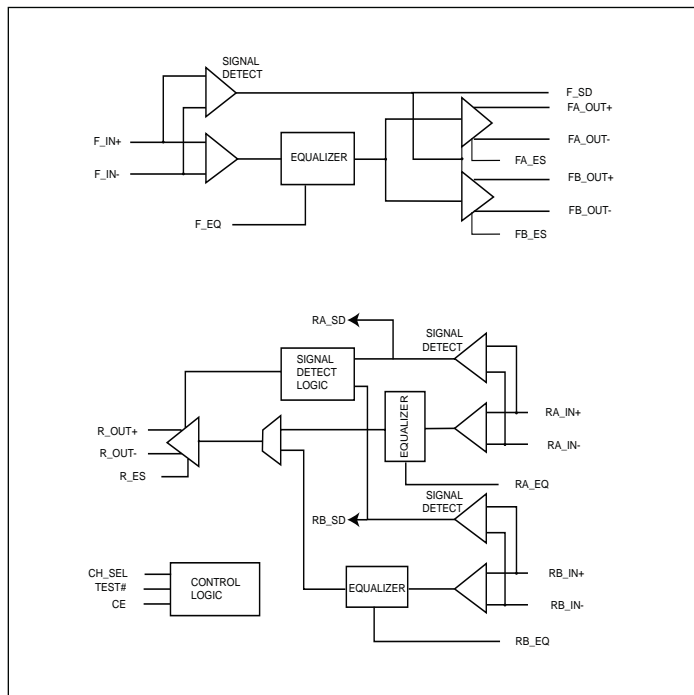 SIGNAL
DETECT
F_SD
FA_OUT+
F_IN+
FA_OUT-
EQUALIZER
FA_ES
F_IN-
FB_OUT+
FB_OUT-
F_EQ
FB_ES
RA_SD
SIGNAL
DETECT
SIGNAL
DETECT
LOGIC
RA_IN+
R_OUT+
EQUALIZER
R_OUT-
RA_IN-
R_ES
RA_EQ
SIGNAL
DETECT
RB_SD
CH_SEL
TEST#
CE
CONTROL
LOGIC
EQUALIZER
RB_IN+
RB_IN-
RB_EQ